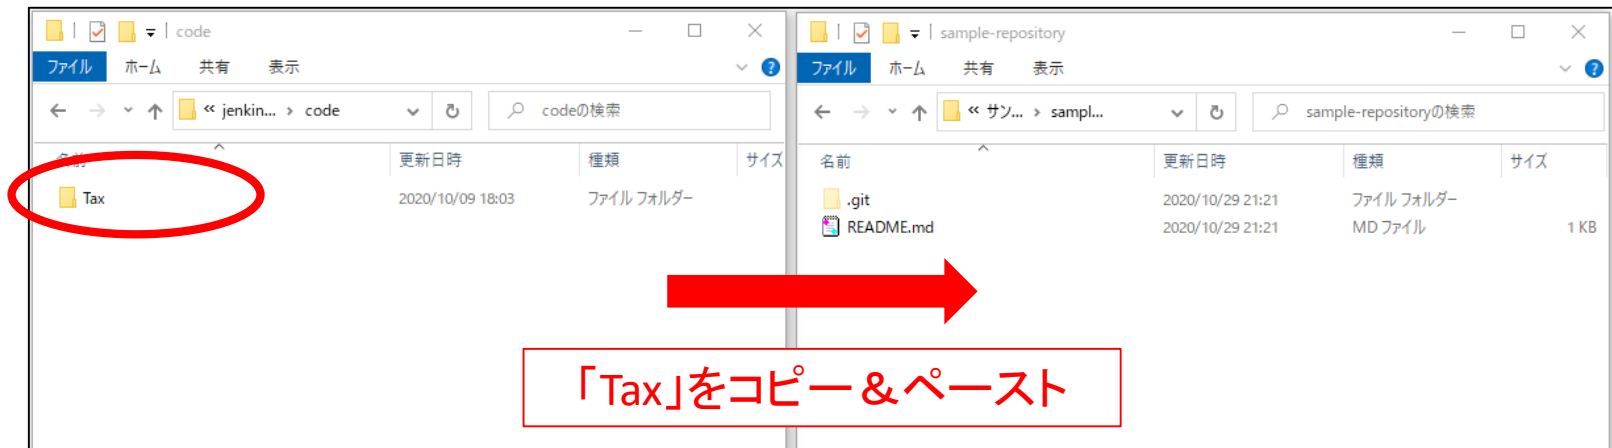 code
ファイル ホーム 共有 表示
« jenkin... › code codeの検索
名前 更新日時 種類 サイズ
Tax 2020/10/09 18:03 ファイル フォルダー
sample-repository
ファイル ホーム 共有 表示
« サン... › sampl... sample-repositoryの検索
名前 更新日時 種類 サイズ
.git 2020/10/29 21:21 ファイル フォルダー
README.md 2020/10/29 21:21 MD ファイル 1 KB
「Tax」をコピー＆ペースト